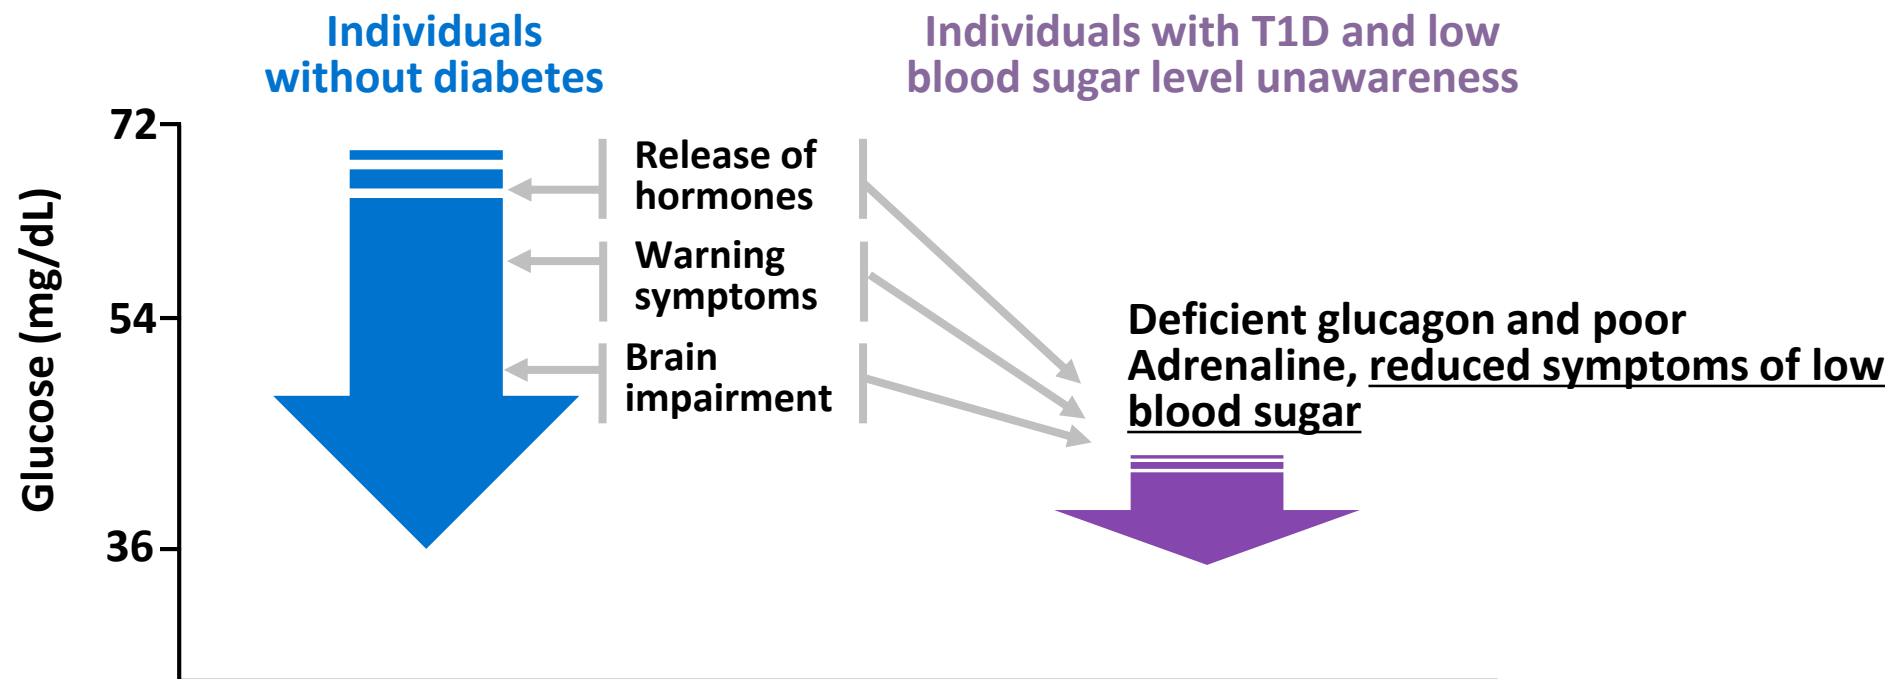 Individuals
without diabetes
Individuals with T1D and low
blood sugar level unawareness
Glucose (mg/dL)
72
54
36
Release of
hormones
Warning
symptoms
Brain
impairment
Deficient glucagon and poor
Adrenaline, reduced symptoms of low
blood sugar